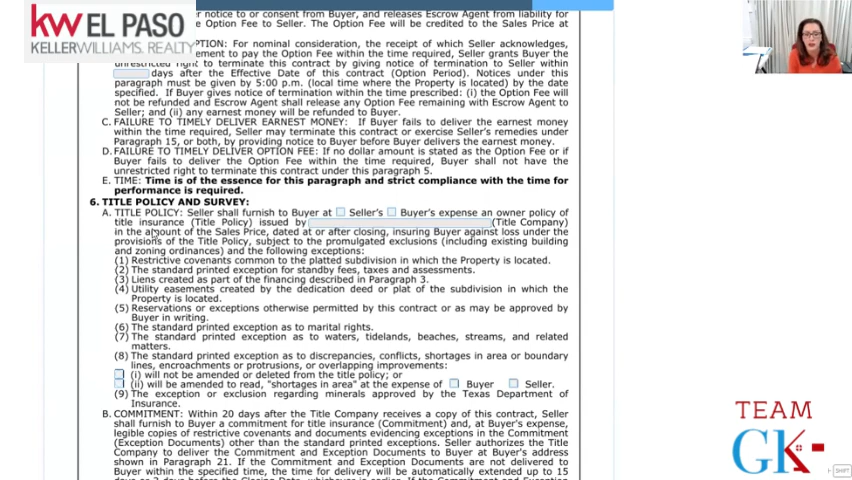 kw EL PASO
KELLERWILLIAMS. REALTY
er notice to or consent from Buyer, and releases Escrow Agent from liability for
e Option Fee to Seller. The Option Fee will be credited to the Sales Price at
PTION: For nominal consideration, the receipt of which Seller acknowledges,
ement to pay the Option Fee within the time required, Seller grants Buyer the
unrestricted right to terminate this contract by giving notice of termination to Seller within
days after the Effective Date of this contract (Option Period). Notices under this
paragraph must be given by 5:00 p.m. (local time where the Property is located) by the date
specified. If Buyer gives notice of termination within the time prescribed: (i) the Option Fee will
not be refunded and Escrow Agent shall release any Option Fee remaining with Escrow Agent to
Seller; and (ii) any earnest money will be refunded to Buyer.
C. FAILURE TO TIMELY DELIVER EARNEST MONEY: If Buyer fails to deliver the earnest money
within the time required, Seller may terminate this contract or exercise Seller's remedies under
Paragraph 15, or both, by providing notice to Buyer before Buyer delivers the earnest money.
D. FAILURE TO TIMELY DELIVER OPTION FEE: If no dollar amount is stated as the Option Fee or if
Buyer fails to deliver the Option Fee within the time required, Buyer shall not have the
unrestricted right to terminate this contract under this paragraph 5.
E. TIME: Time is of the essence for this paragraph and strict compliance with the time for
performance is required.
6. TITLE POLICY AND SURVEY:
A. TITLE POLICY: Seller shall furnish to Buyer at Seller's Buyer's expense an owner policy of
title insurance (Title Policy) issued by (Title Company)
in the amount of the Sales Price, dated at or after closing, insuring Buyer against loss under the
provisions of the Title Policy, subject to the promulgated exclusions (including existing building
and zoning ordinances) and the following exceptions:
(1) Restrictive covenants common to the platted subdivision in which the Property is located.
(2) The standard printed exception for standby fees, taxes and assessments.
(3) Liens created as part of the financing described in Paragraph 3.
(4) Utility easements created by the dedication deed or plat of the subdivision in which the
Property is located.
(5) Reservations or exceptions otherwise permitted by this contract or as may be approved by
Buyer in writing.
(6) The standard printed exception as to marital rights.
(7) The standard printed exception as to waters, tidelands, beaches, streams, and related
matters.
(8) The standard printed exception as to discrepancies, conflicts, shortages in area or boundary
lines, encroachments or protrusions, or overlapping improvements:
(i) will not be amended or deleted from the title policy; or
(ii) will be amended to read, "shortages in area" at the expense of Buyer Seller.
(9) The exception or exclusion regarding minerals approved by the Texas Department of
Insurance.
B. COMMITMENT: Within 20 days after the Title Company receives a copy of this contract, Seller
shall furnish to Buyer a commitment for title insurance (Commitment) and, at Buyer's expense,
legible copies of restrictive covenants and documents evidencing exceptions in the Commitment
(Exception Documents) other than the standard printed exceptions. Seller authorizes the Title
Company to deliver the Commitment and Exception Documents to Buyer at Buyer's address
shown in Paragraph 21. If the Commitment and Exception Documents are not delivered to
Buyer within the specified time, the time for delivery will be automatically extended up to 15
TEAM
GK
SHIFT